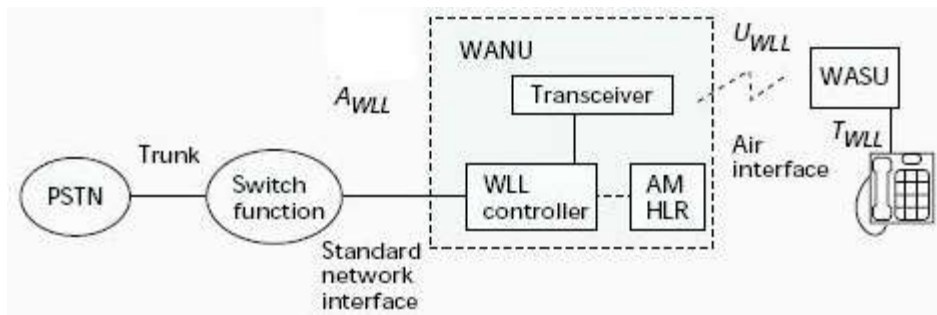 WANU
U_WLL
WASU
Transceiver
A_WLL
T_WLL
Trunk
Air
interface
PSTN
Switch
function
WLL
controller
AM
HLR
Standard
network
interface